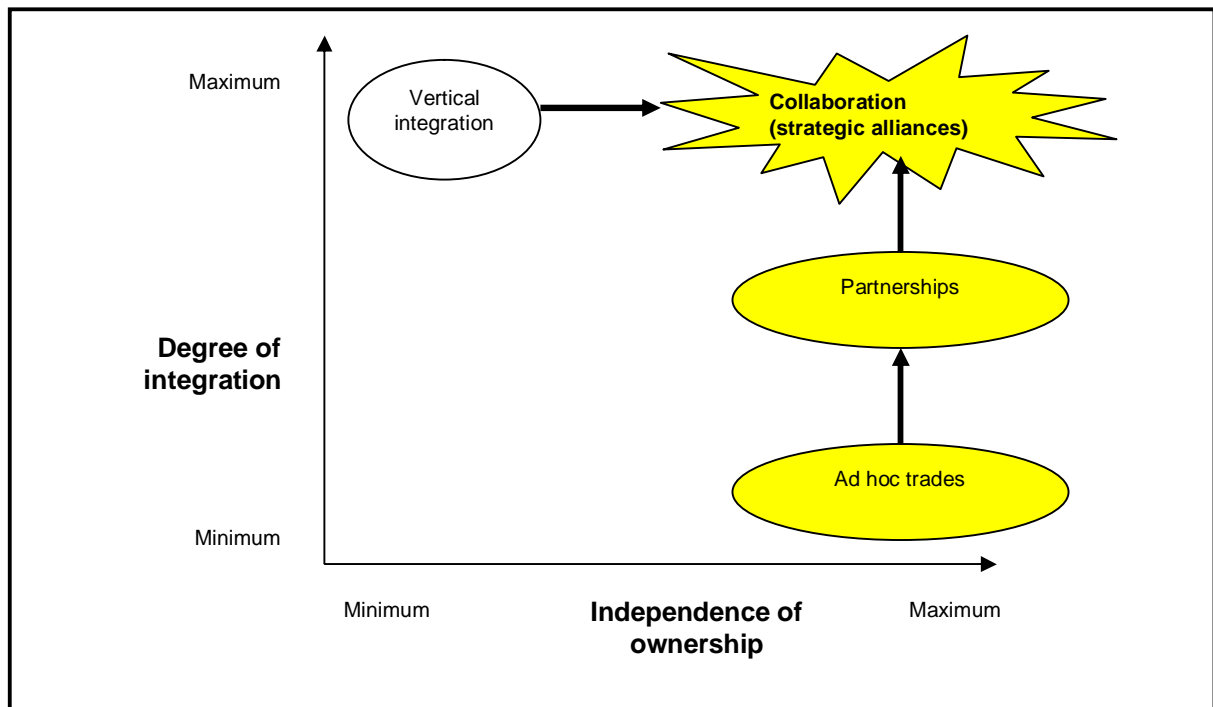 Maximum
Vertical
integration
Collaboration
(strategic alliances)
Partnerships
Degree of
integration
Ad hoc trades
Minimum
Minimum
Independence of
ownership
Maximum